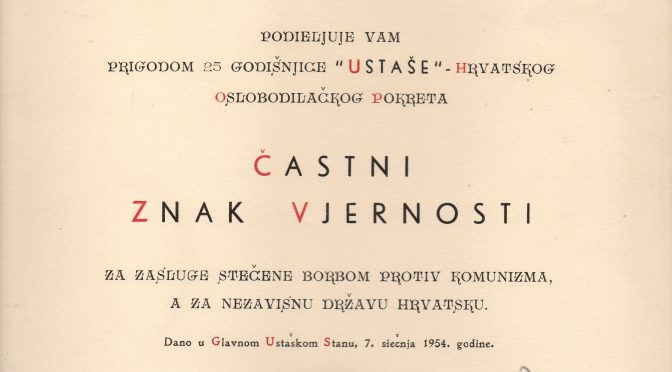 PODIELJUJE VAM
PRIGODOM 25 GODIŠNJICE "USTAŠE"-HRVATSKOG
OSLOBODILAČKOG POKRETA
ČASTNI
ZNAK VJERNOSTI
ZA ZASLUGE STEČENE BORBOM PROTIV KOMUNIZMA,
A ZA NEZAVISNU DRŽAVU HRVATSKU.
Dano u Glavnom Ustaškom Stanu, 7. siečnja 1954. godine.